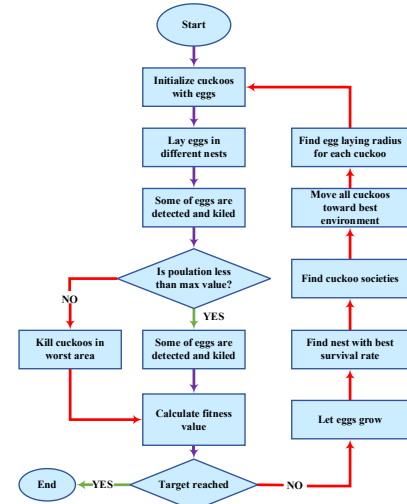 Start
Initialize cuckoos
with eggs
Lay eggs in
different nests
Some of eggs are
detected and kiled
Is poulation less
than max value?
NO
YES
Kill cuckoos in
worst area
Some of eggs are
detected and kiled
Calculate fitness
value
Target reached
YES
End
NO
Let eggs grow
Find nest with best
survival rate
Find cuckoo societies
Move all cuckoos
toward best
environment
Find egg laying radius
for each cuckoo